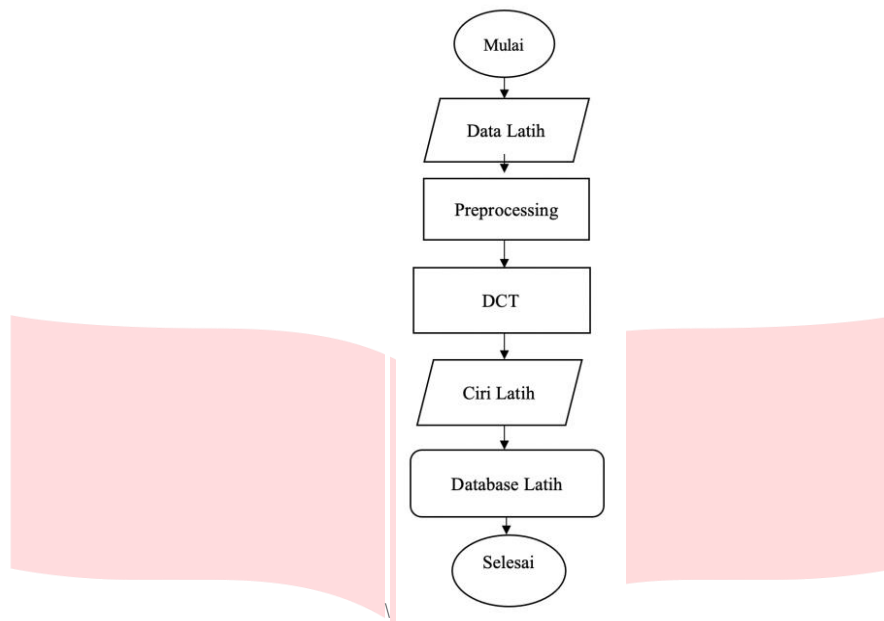 Mulai
Data Latih
Preprocessing
DCT
Ciri Latih
Database Latih
Selesai
\